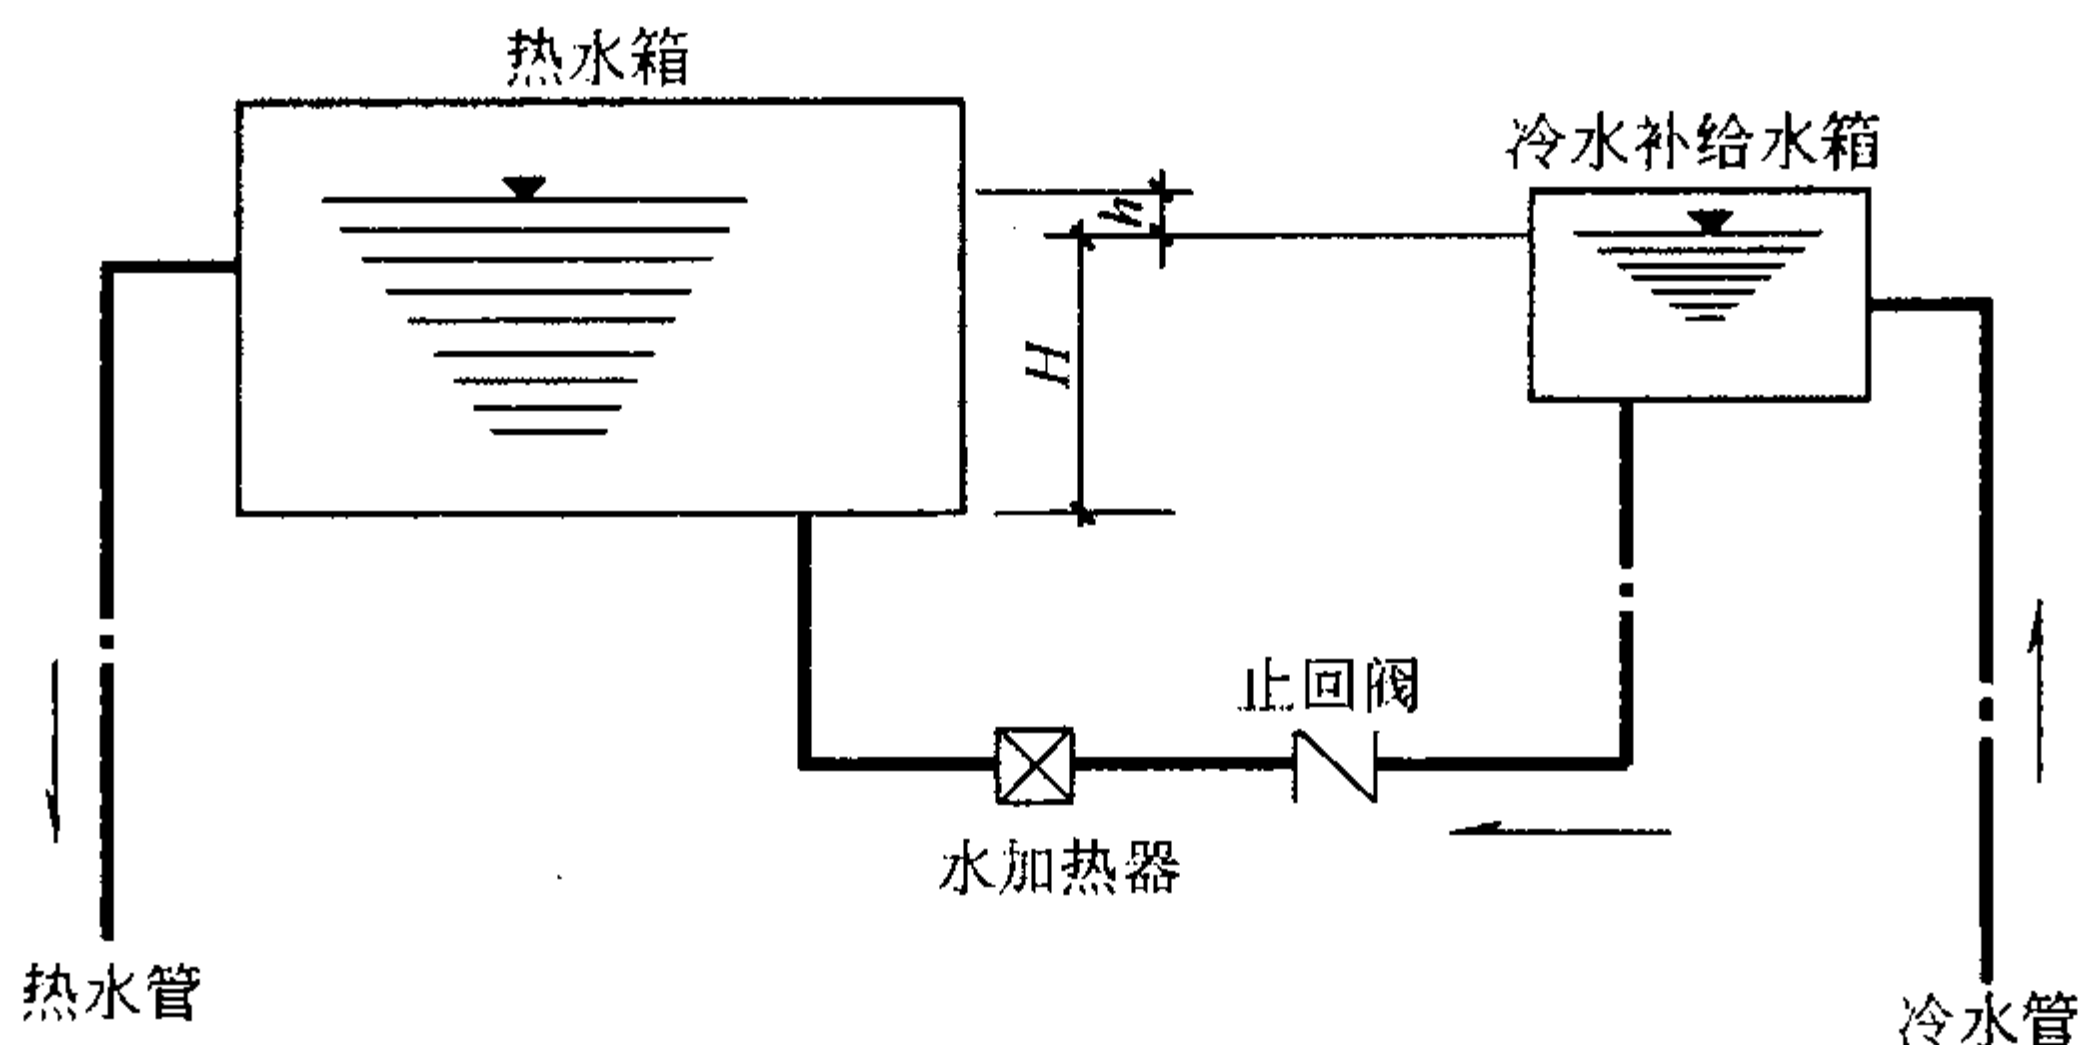 热水箱
冷水补给水箱
h
H
止回阀
水加热器
热水管
冷水管